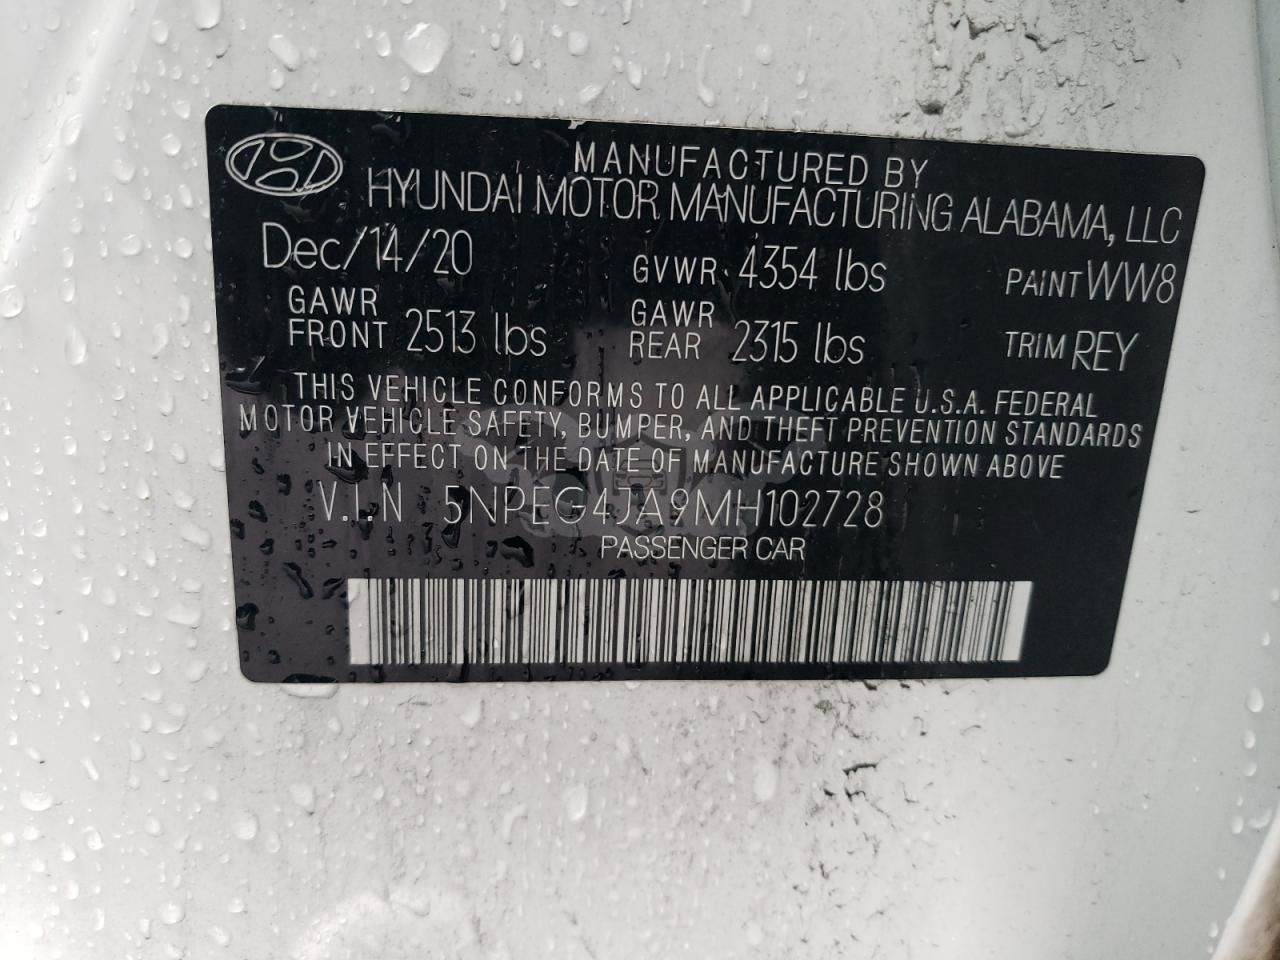 MANUFACTURED BY
HYUNDAI MOTOR MANUFACTURING ALABAMA, LLC
Dec/14/20 GVWR 4354 lbs PAINT WW8
GAWR FRONT 2513 lbs GAWR REAR 2315 lbs TRIM REY
THIS VEHICLE CONFORMS TO ALL APPLICABLE U.S.A. FEDERAL
MOTOR VEHICLE SAFETY, BUMPER, AND THEFT PREVENTION STANDARDS
IN EFFECT ON THE DATE OF MANUFACTURE SHOWN ABOVE
V.I.N 5NPEG4JA9MH102728
PASSENGER CAR